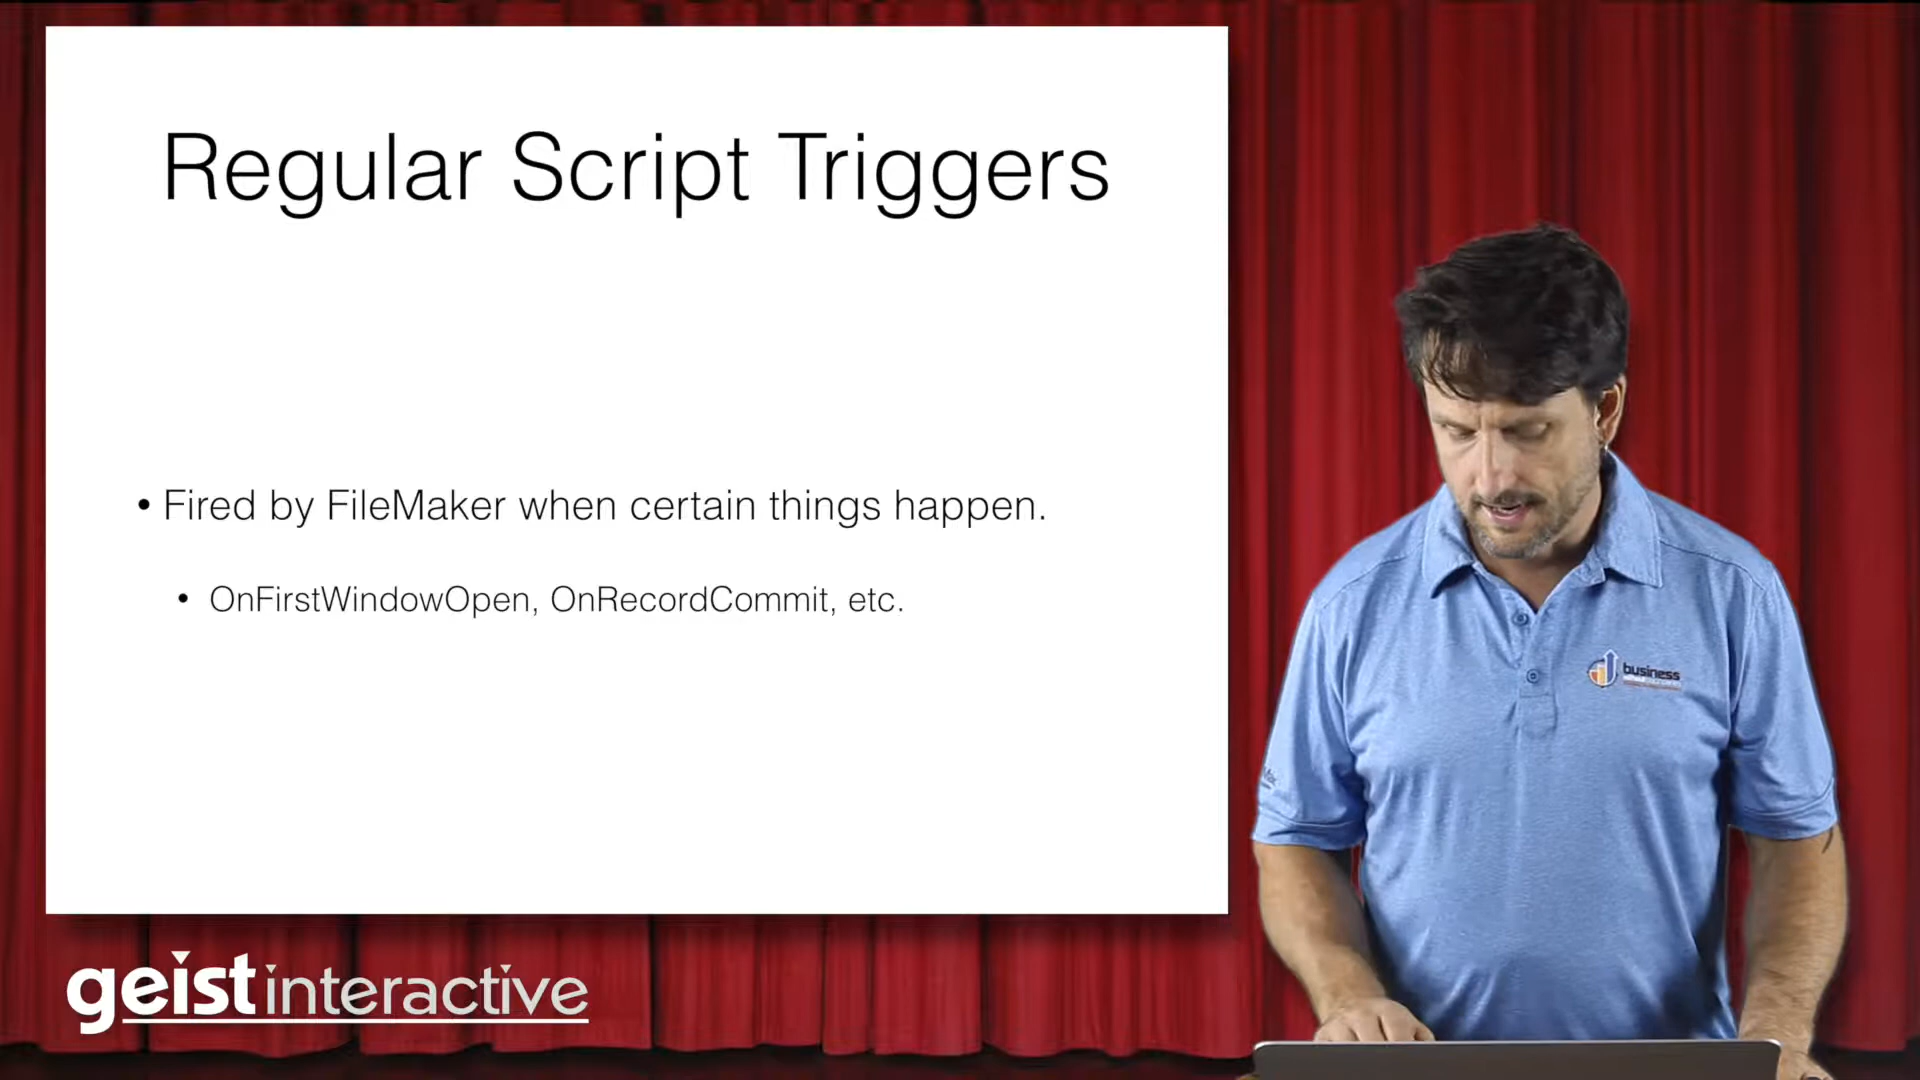 Regular Script Triggers
• Fired by FileMaker when certain things happen.
• OnFirstWindowOpen, OnRecordCommit, etc.
business
geistinteractive